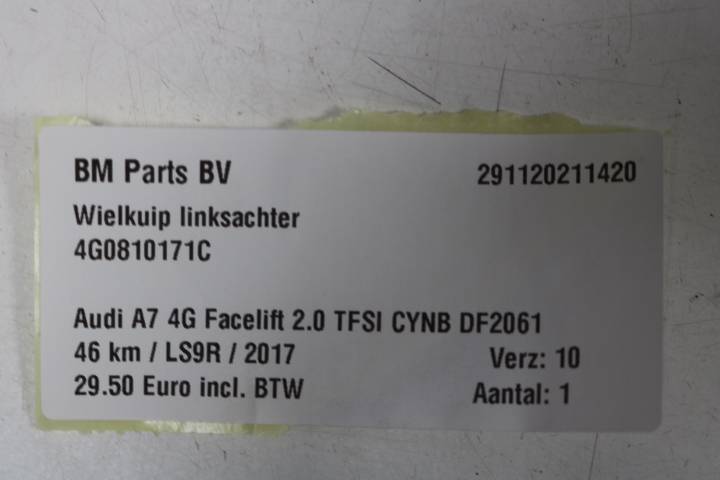 BM Parts BV 291120211420
Wielkuip linksachter
4G0810171C
Audi A7 4G Facelift 2.0 TFSI CYNB DF2061
46 km / LS9R / 2017 Verz: 10
29.50 Euro incl. BTW Aantal: 1